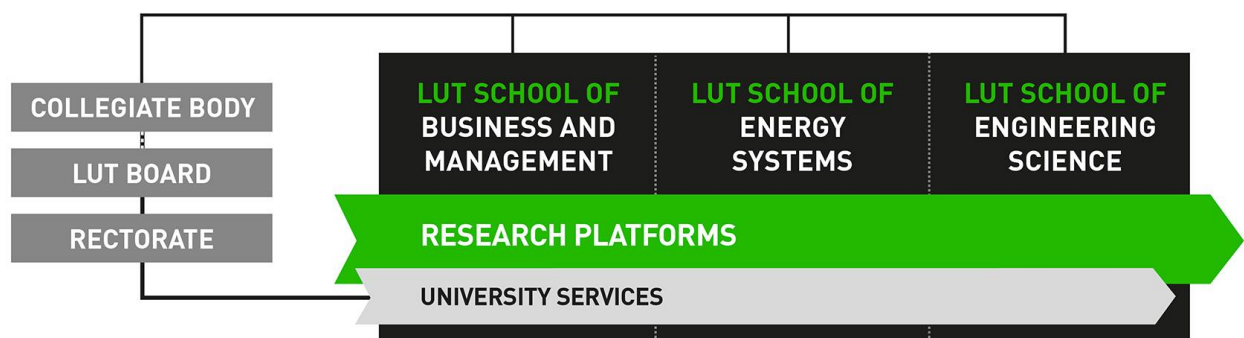 COLLEGIATE BODY
LUT BOARD
RECTORATE
LUT SCHOOL OF
BUSINESS AND
MANAGEMENT
LUT SCHOOL OF
ENERGY
SYSTEMS
LUT SCHOOL OF
ENGINEERING
SCIENCE
RESEARCH PLATFORMS
UNIVERSITY SERVICES